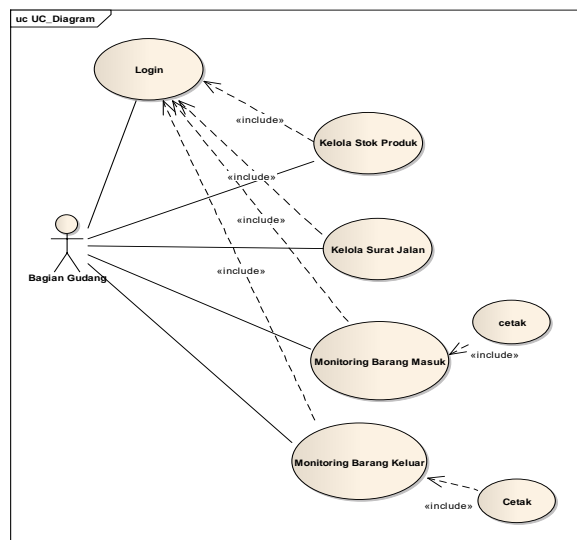 uc UC_Diagram
Login
«include»
Kelola Stok Produk
«include»
«include»
Kelola Surat Jalan
«include»
Bagian Gudang
cetak
Monitoring Barang Masuk
«include»
Monitoring Barang Keluar
Cetak
«include»